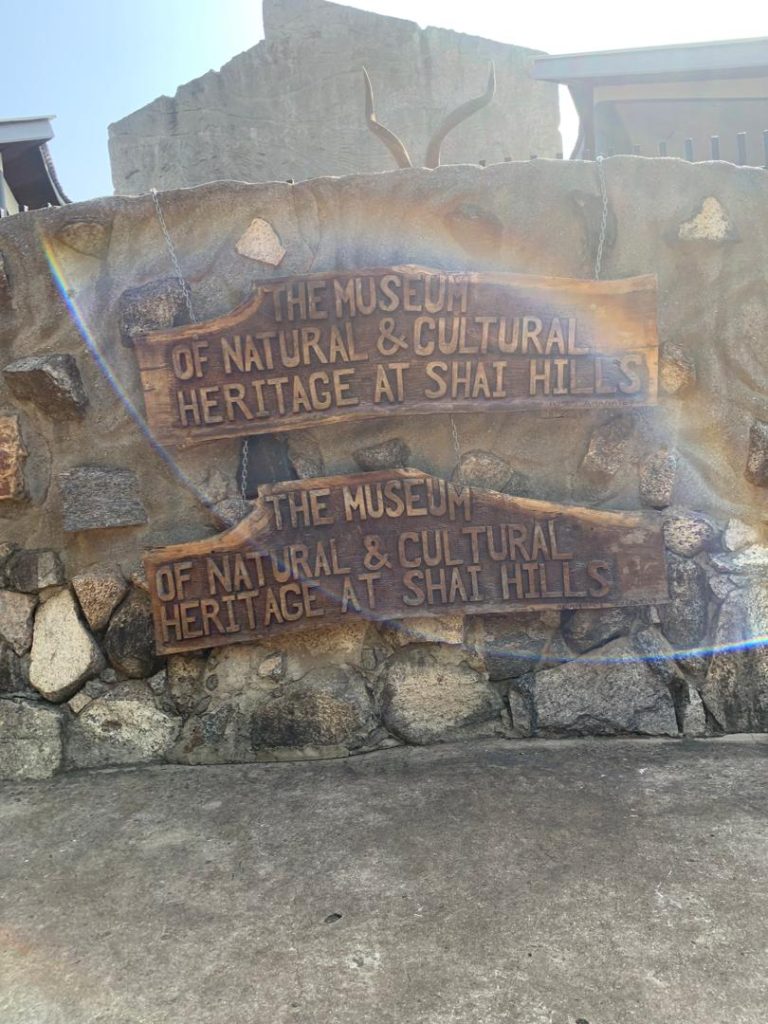 THE MUSEUM
OF NATURAL & CULTURAL
HERITAGE AT SHAI HILLS
THE MUSEUM
OF NATURAL & CULTURAL
HERITAGE AT SHAI HILLS